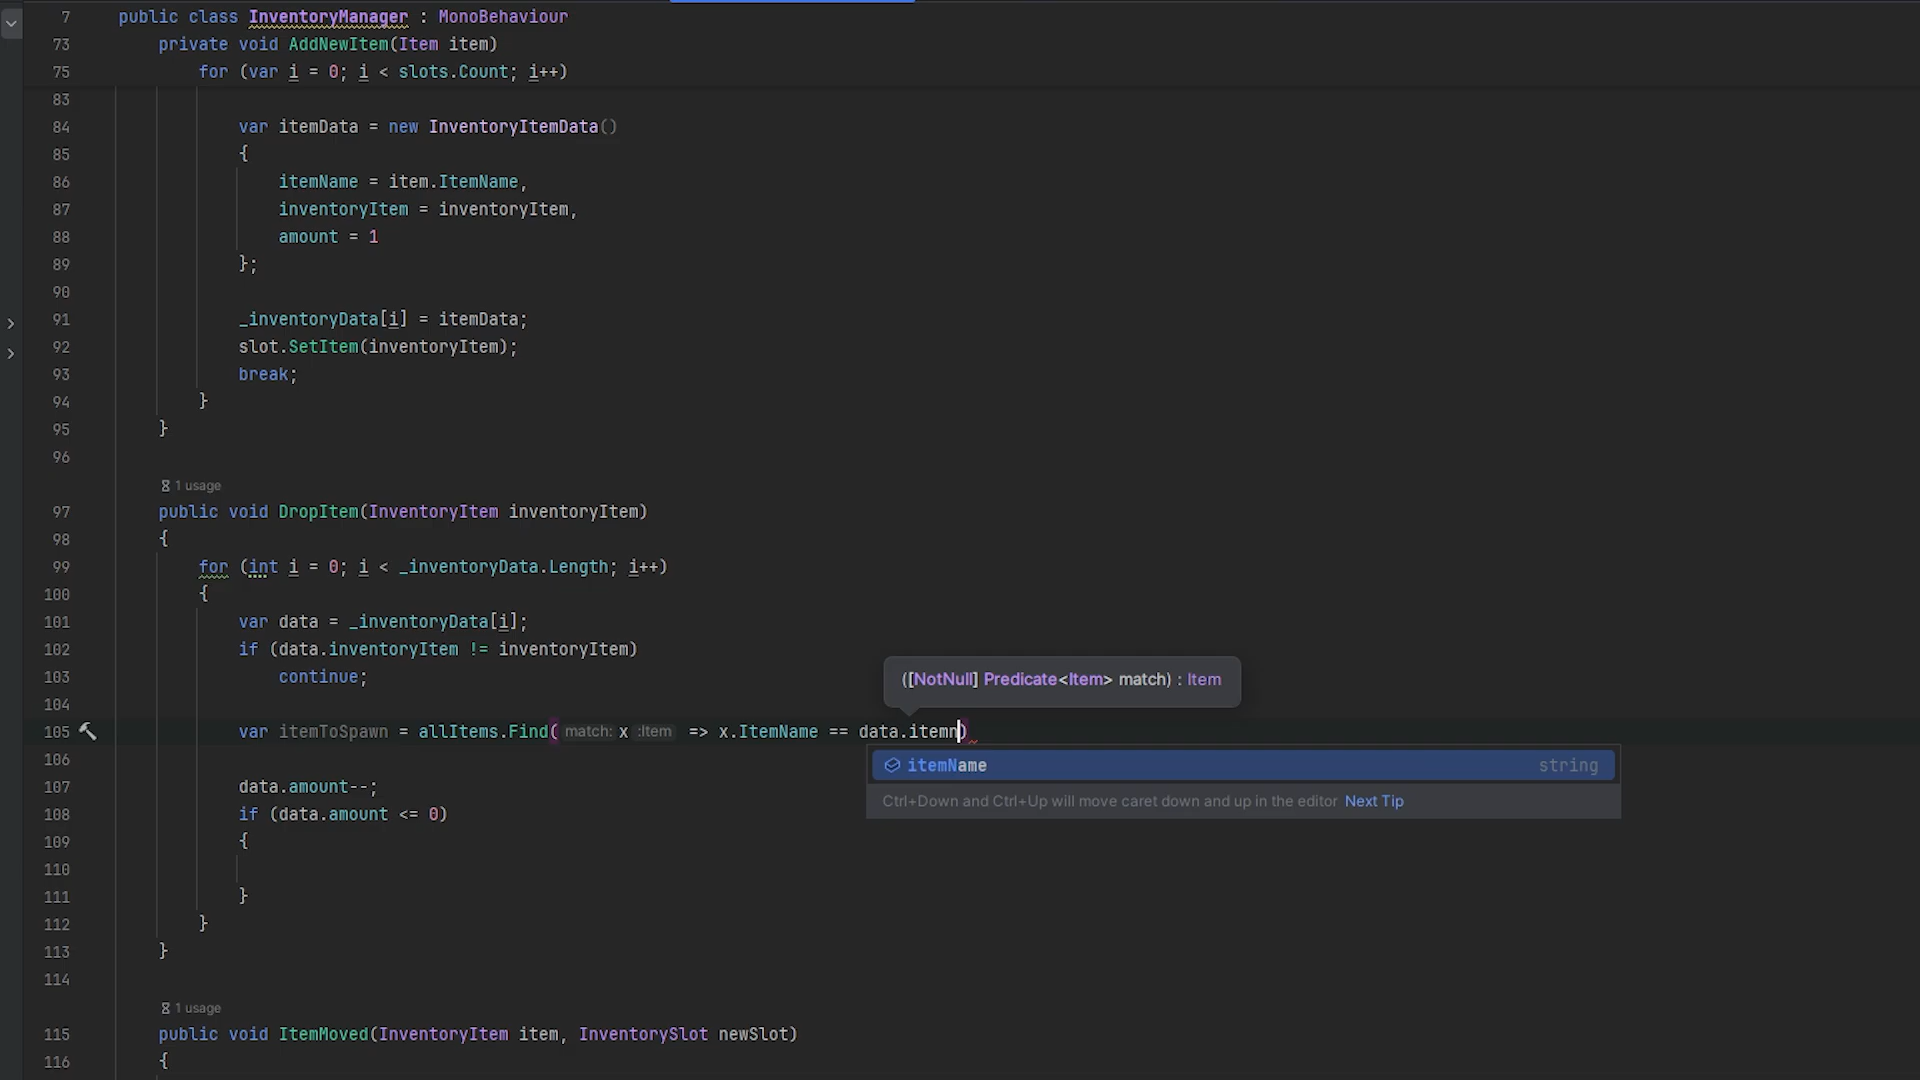 7 public class InventoryManager : MonoBehaviour
73 private void AddNewItem(Item item)
75 for (var i = 0; i < slots.Count; i++)
83
84 var itemData = new InventoryItemData()
85 {
86 itemName = item.ItemName,
87 inventoryItem = inventoryItem,
88 amount = 1
89 };
90
91 _inventoryData[i] = itemData;
92 slot.SetItem(inventoryItem);
93 break;
94 }
95 }
96
1 usage
97 public void DropItem(InventoryItem inventoryItem)
98 {
99 for (int i = 0; i < _inventoryData.Length; i++)
100 {
101 var data = _inventoryData[i];
102 if (data.inventoryItem != inventoryItem)
103 continue;
104
([NotNull] Predicate<Item> match) : Item
105 var itemToSpawn = allItems.Find( match: x :Item => x.ItemName == data.itemn)
106
itemName string
107 data.amount--;
Ctrl+Down and Ctrl+Up will move caret down and up in the editor Next Tip
108 if (data.amount <= 0)
109 {
110
111 }
112 }
113 }
114
1 usage
115 public void ItemMoved(InventoryItem item, InventorySlot newSlot)
116 {